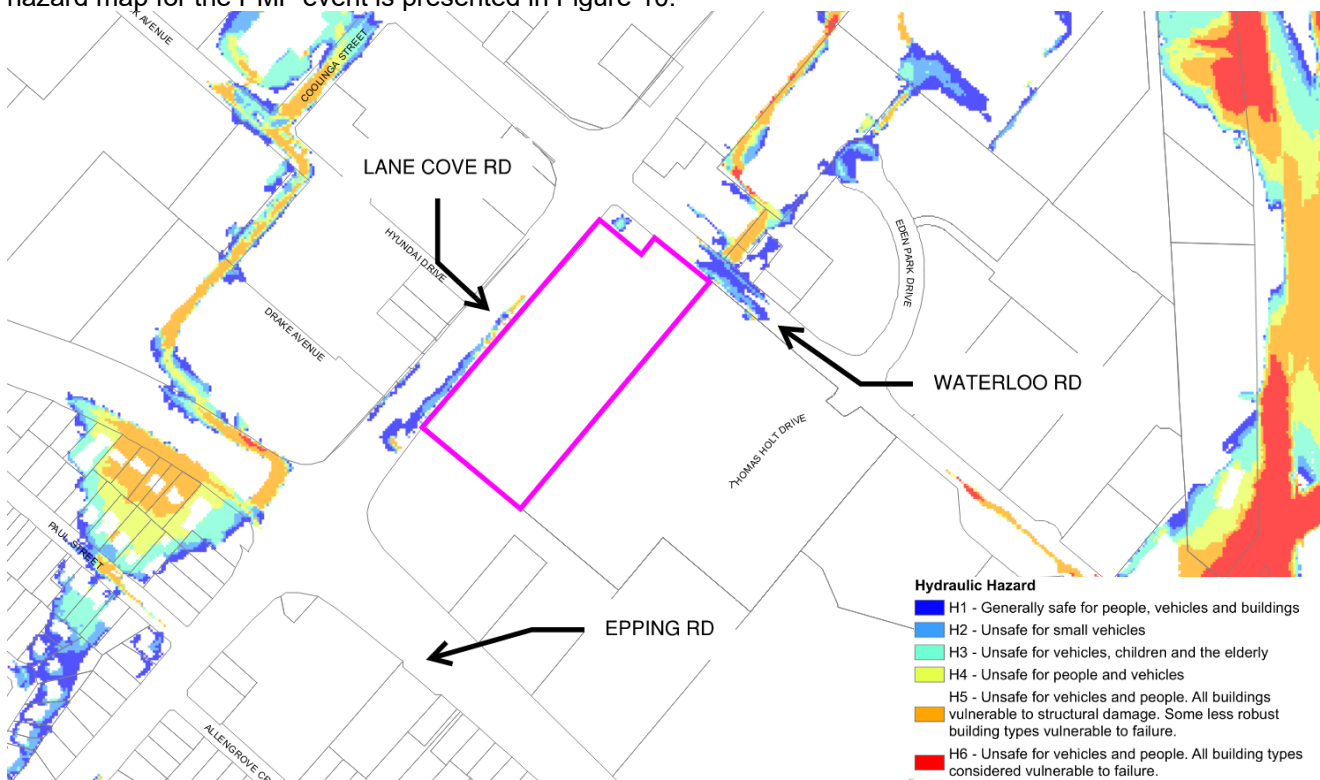 hazard map for the PMF event is presented in Figure 10.
K AVENUE
COOLINGA STREET
LANE COVE RD
HYUNDAI DRIVE
EDEN PARK DRIVE
DRAKE AVENUE
WATERLOO RD
THOMAS HOLT DRIVE
PAUL STREET
EPPING RD
ALLENGROVE CR
Hydraulic Hazard
H1 - Generally safe for people, vehicles and buildings
H2 - Unsafe for small vehicles
H3 - Unsafe for vehicles, children and the elderly
H4 - Unsafe for people and vehicles
H5 - Unsafe for vehicles and people. All buildings
vulnerable to structural damage. Some less robust
building types vulnerable to failure.
H6 - Unsafe for vehicles and people. All building types
considered vulnerable to failure.